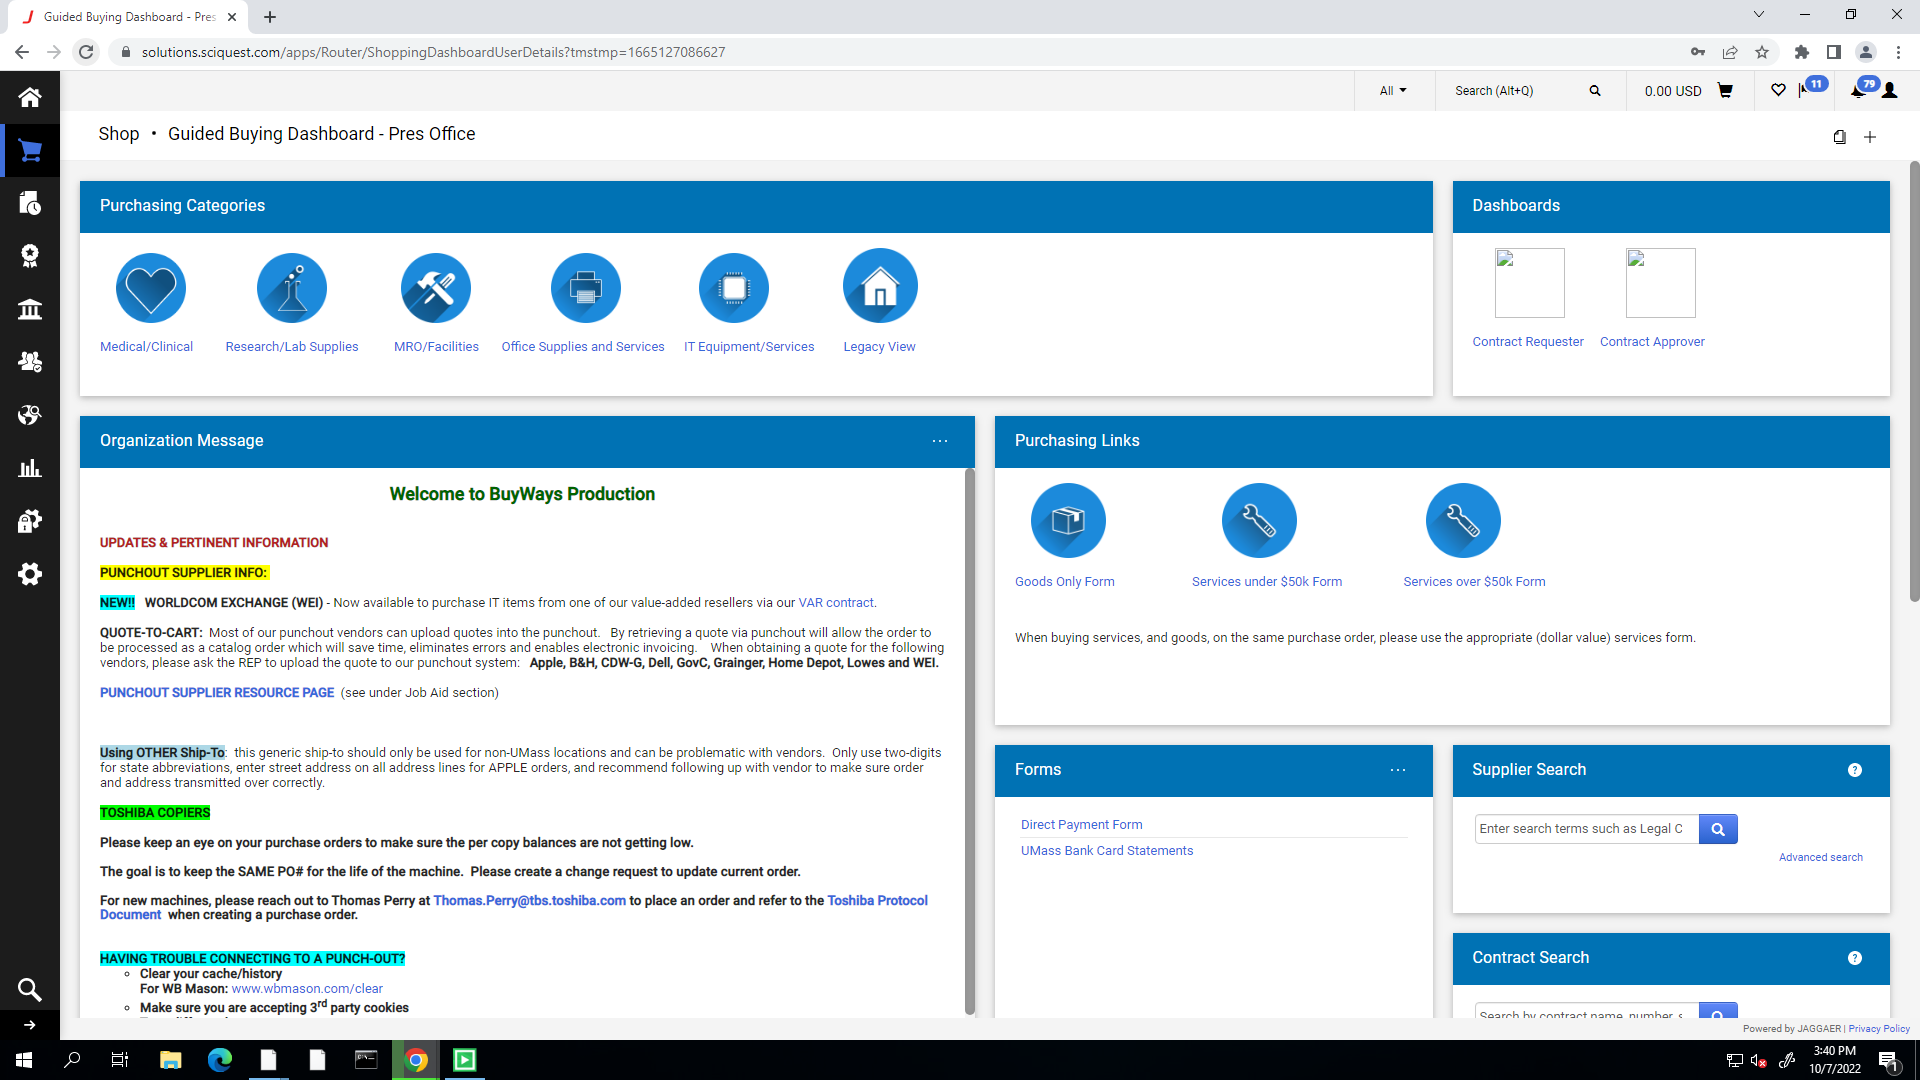 Guided Buying Dashboard - Pres
solutions.sciquest.com/apps/Router/ShoppingDashboardUserDetails?tmstmp=1665127086627
All
Search (Alt+Q)
0.00 USD
11
79
Shop • Guided Buying Dashboard - Pres Office
Purchasing Categories
Medical/Clinical
Research/Lab Supplies
MRO/Facilities
Office Supplies and Services
IT Equipment/Services
Legacy View
Dashboards
Contract Requester
Contract Approver
Organization Message
Welcome to BuyWays Production
UPDATES & PERTINENT INFORMATION
PUNCHOUT SUPPLIER INFO:
NEW!! WORLDCOM EXCHANGE (WEI) - Now available to purchase IT items from one of our value-added resellers via our VAR contract.
QUOTE-TO-CART: Most of our punchout vendors can upload quotes into the punchout. By retrieving a quote via punchout will allow the order to
be processed as a catalog order which will save time, eliminates errors and enables electronic invoicing. When obtaining a quote for the following
vendors, please ask the REP to upload the quote to our punchout system: Apple, B&H, CDW-G, Dell, GovC, Grainger, Home Depot, Lowes and WEI.
PUNCHOUT SUPPLIER RESOURCE PAGE (see under Job Aid section)
Using OTHER Ship-To: this generic ship-to should only be used for non-UMass locations and can be problematic with vendors. Only use two-digits
for state abbreviations, enter street address on all address lines for APPLE orders, and recommend following up with vendor to make sure order
and address transmitted over correctly.
TOSHIBA COPIERS
Please keep an eye on your purchase orders to make sure the per copy balances are not getting low.
The goal is to keep the SAME PO# for the life of the machine. Please create a change request to update current order.
For new machines, please reach out to Thomas Perry at Thomas.Perry@tbs.toshiba.com to place an order and refer to the Toshiba Protocol
Document when creating a purchase order.
HAVING TROUBLE CONNECTING TO A PUNCH-OUT?
Clear your cache/history
For WB Mason: www.wbmason.com/clear
Make sure you are accepting 3rd party cookies
Purchasing Links
Goods Only Form
Services under $50k Form
Services over $50k Form
When buying services, and goods, on the same purchase order, please use the appropriate (dollar value) services form.
Forms
Direct Payment Form
UMass Bank Card Statements
Supplier Search
Enter search terms such as Legal C
Advanced search
Contract Search
Search by contract name, number, s
Powered by JAGGAER | Privacy Policy
3:40 PM
10/7/2022
1